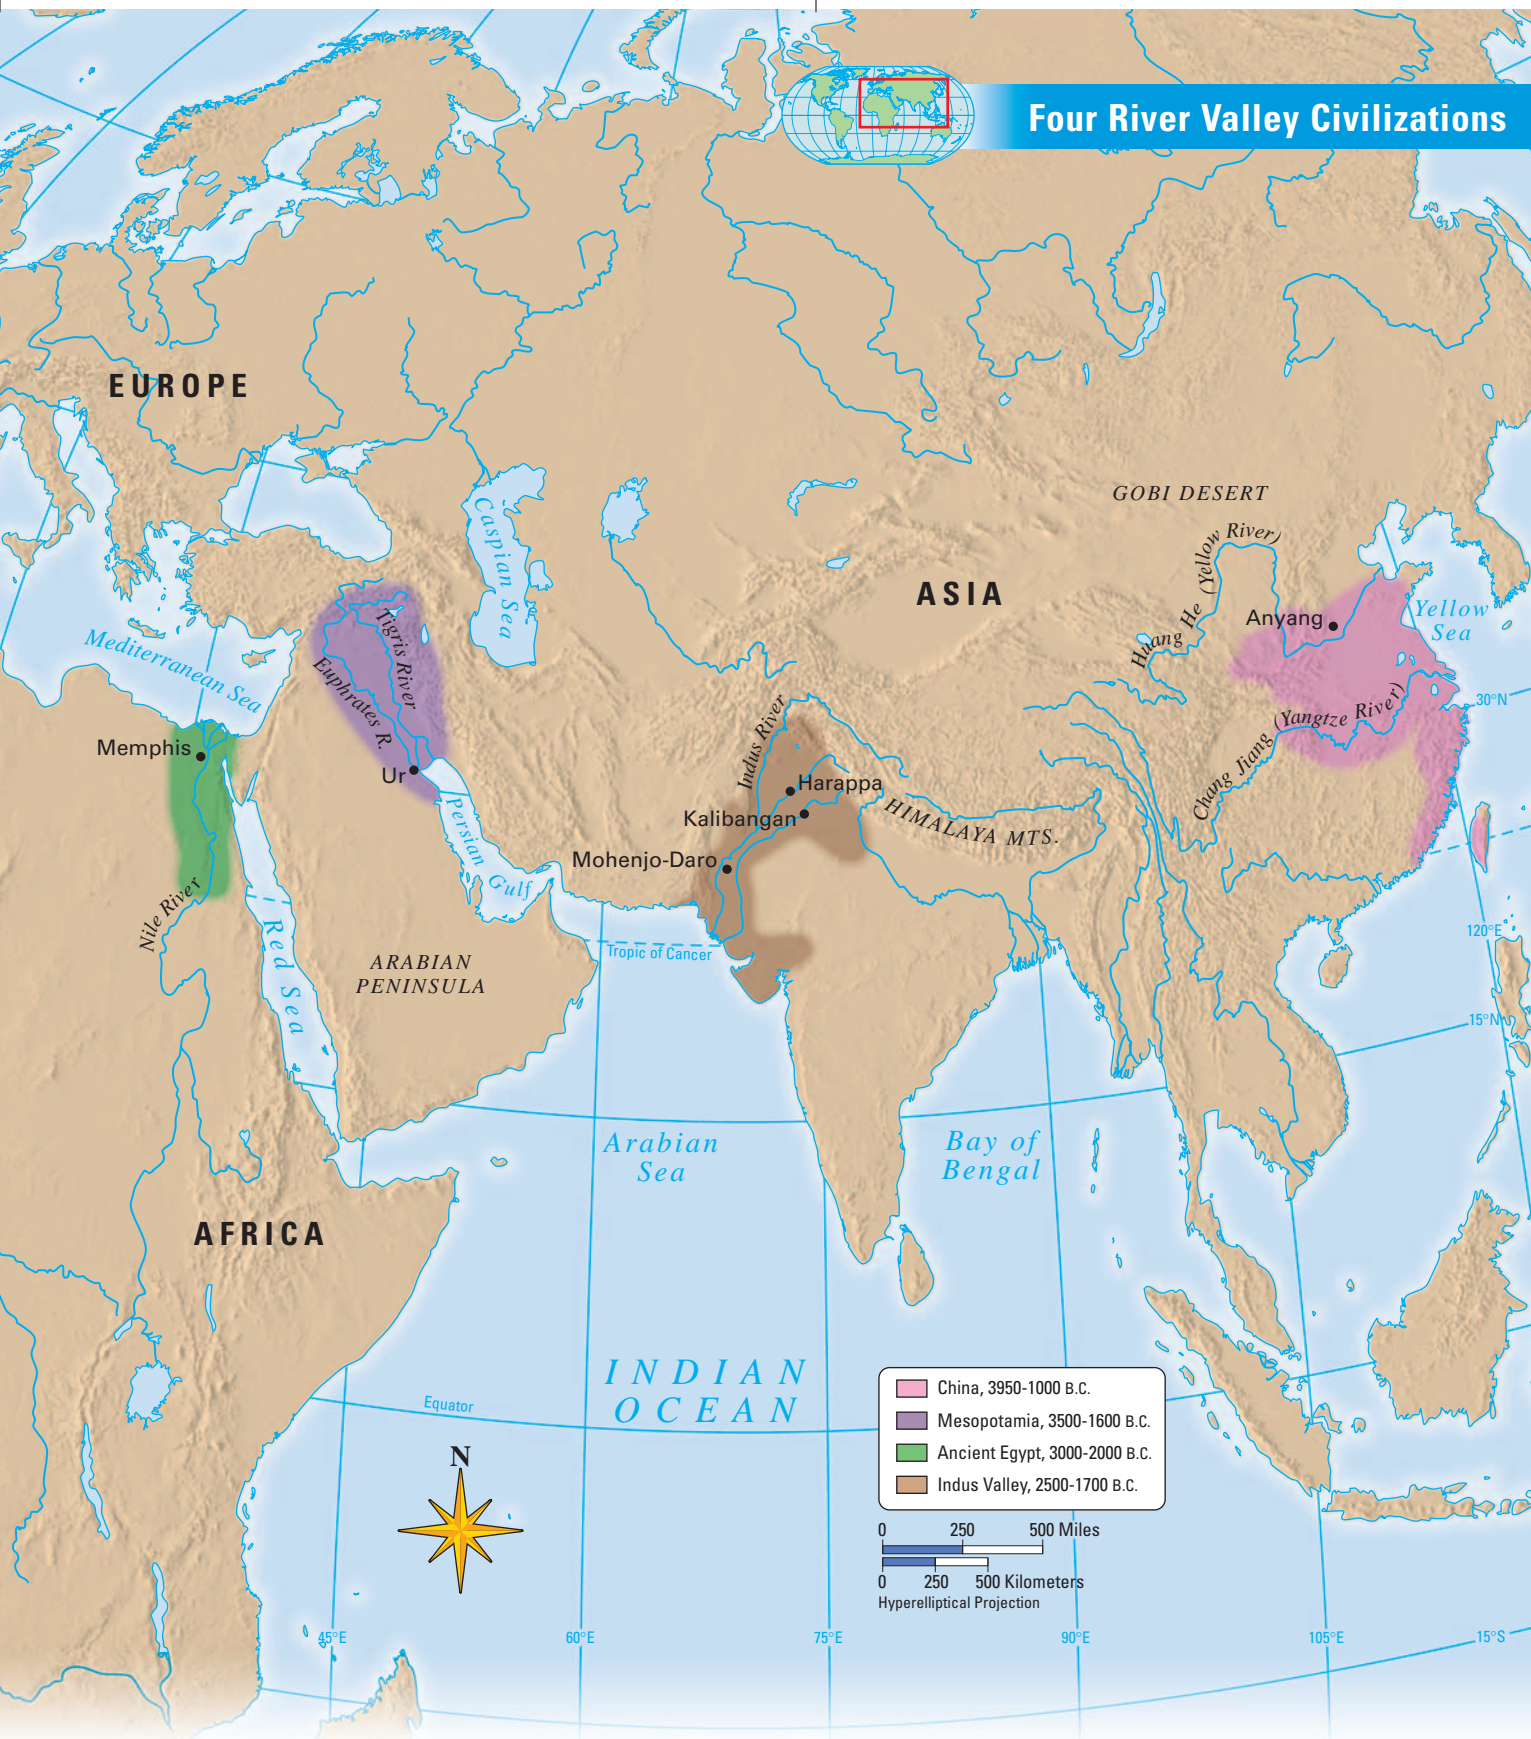 Four River Valley Civilizations
EUROPE
GOBI DESERT
Caspian Sea
Huang He (Yellow River)
ASIA
Anyang
Yellow
Sea
Tigris River
Euphrates R.
Mediterranean Sea
30°N
Chang Jiang (Yangtze River)
Memphis
Ur
Indus River
Harappa
Kalibangan
HIMALAYA MTS.
Persian Gulf
Mohenjo-Daro
Nile River
Red Sea
ARABIAN
PENINSULA
Tropic of Cancer
120°E
15°N
Arabian
Sea
Bay of
Bengal
AFRICA
INDIAN
OCEAN
Equator
China, 3950-1000 B.C.
Mesopotamia, 3500-1600 B.C.
Ancient Egypt, 3000-2000 B.C.
Indus Valley, 2500-1700 B.C.
N
0 250 500 Miles
0 250 500 Kilometers
Hyperelliptical Projection
45°E 60°E 75°E 90°E 105°E 15°S